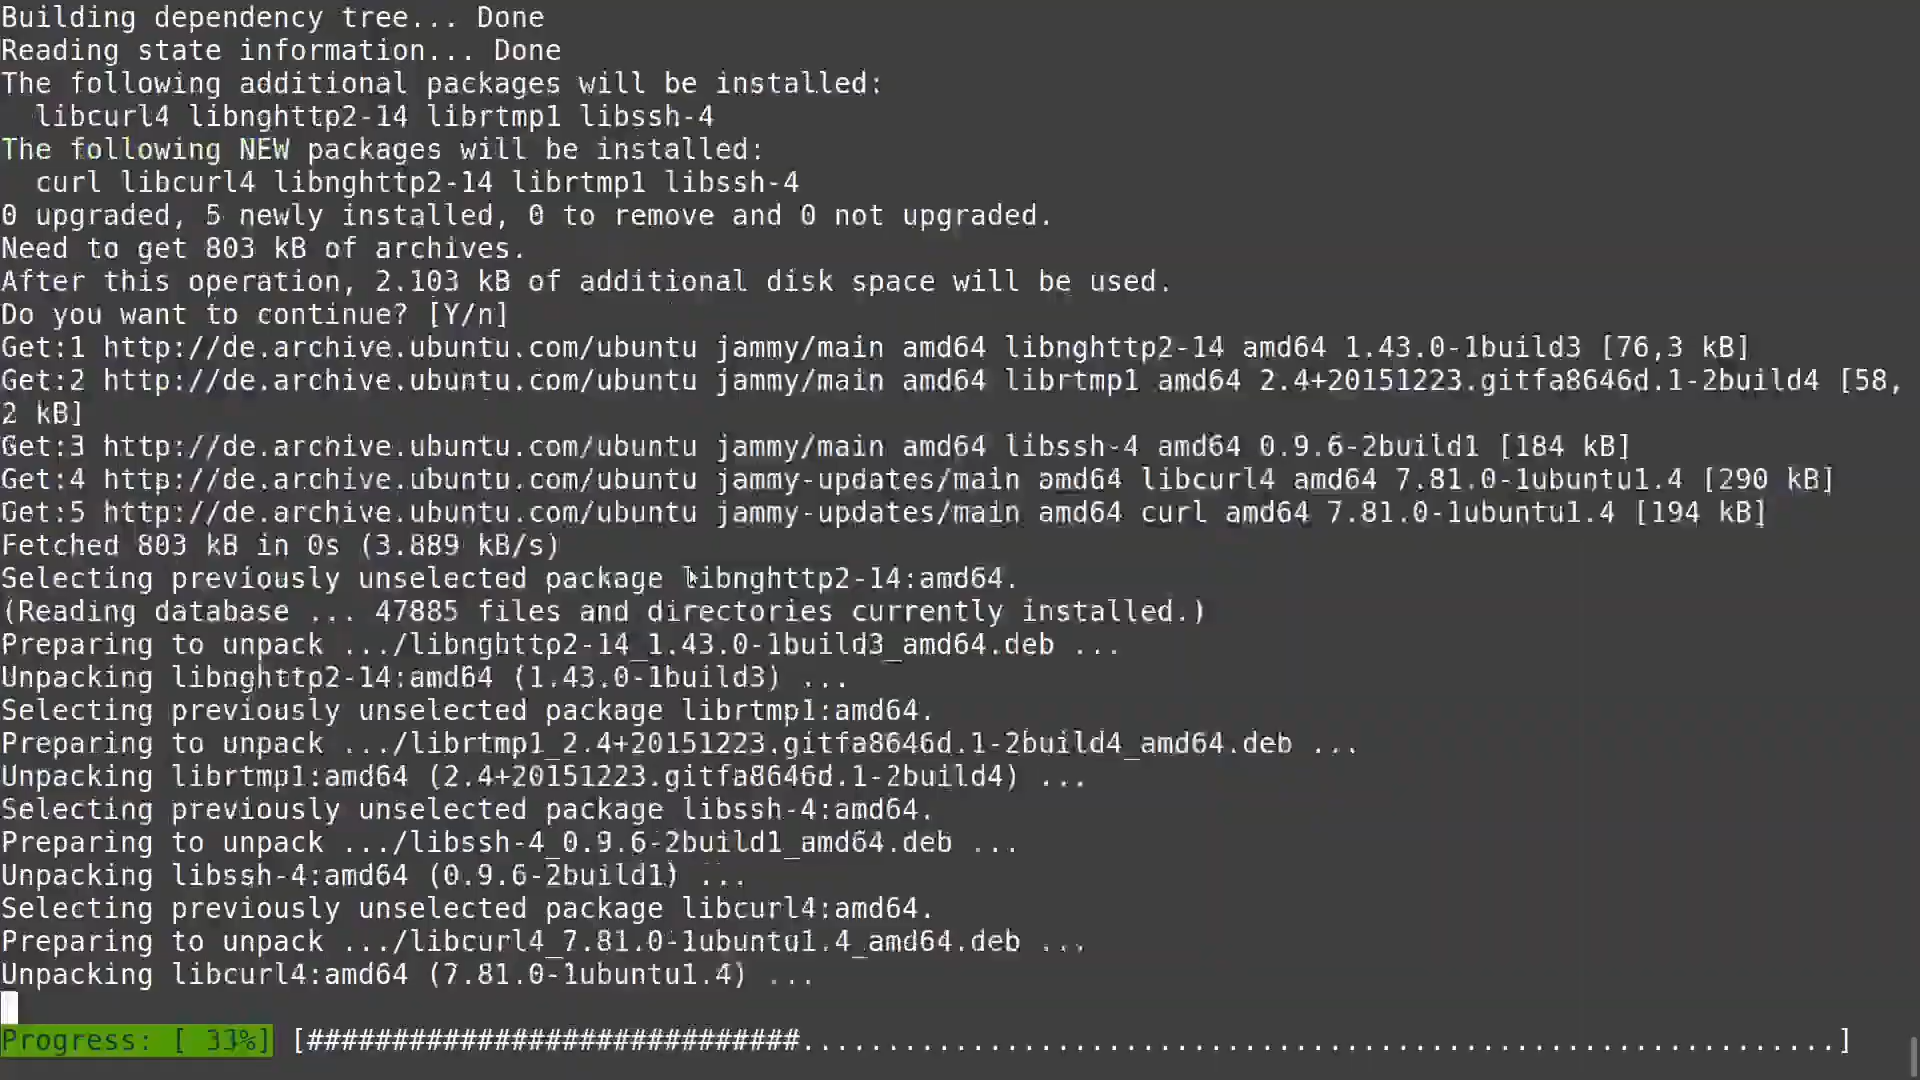 Building dependency tree... Done
Reading state information... Done
The following additional packages will be installed:
  libcurl4 libnghttp2-14 librtmp1 libssh-4
The following NEW packages will be installed:
  curl libcurl4 libnghttp2-14 librtmp1 libssh-4
0 upgraded, 5 newly installed, 0 to remove and 0 not upgraded.
Need to get 803 kB of archives.
After this operation, 2.103 kB of additional disk space will be used.
Do you want to continue? [Y/n]
Get:1 http://de.archive.ubuntu.com/ubuntu jammy/main amd64 libnghttp2-14 amd64 1.43.0-1build3 [76,3 kB]
Get:2 http://de.archive.ubuntu.com/ubuntu jammy/main amd64 librtmp1 amd64 2.4+20151223.gitfa8646d.1-2build4 [58,
2 kB]
Get:3 http://de.archive.ubuntu.com/ubuntu jammy/main amd64 libssh-4 amd64 0.9.6-2build1 [184 kB]
Get:4 http://de.archive.ubuntu.com/ubuntu jammy-updates/main amd64 libcurl4 amd64 7.81.0-1ubuntu1.4 [290 kB]
Get:5 http://de.archive.ubuntu.com/ubuntu jammy-updates/main amd64 curl amd64 7.81.0-1ubuntu1.4 [194 kB]
Fetched 803 kB in 0s (3.889 kB/s)
Selecting previously unselected package libnghttp2-14:amd64.
(Reading database ... 47885 files and directories currently installed.)
Preparing to unpack .../libnghttp2-14_1.43.0-1build3_amd64.deb ...
Unpacking libnghttp2-14:amd64 (1.43.0-1build3) ...
Selecting previously unselected package librtmp1:amd64.
Preparing to unpack .../librtmp1_2.4+20151223.gitfa8646d.1-2build4_amd64.deb ...
Unpacking librtmp1:amd64 (2.4+20151223.gitfa8646d.1-2build4) ...
Selecting previously unselected package libssh-4:amd64.
Preparing to unpack .../libssh-4_0.9.6-2build1_amd64.deb ...
Unpacking libssh-4:amd64 (0.9.6-2build1) ...
Selecting previously unselected package libcurl4:amd64.
Preparing to unpack .../libcurl4_7.81.0-1ubuntu1.4_amd64.deb ...
Unpacking libcurl4:amd64 (7.81.0-1ubuntu1.4) ...
Progress: [ 33%] [#############################.............................................................]